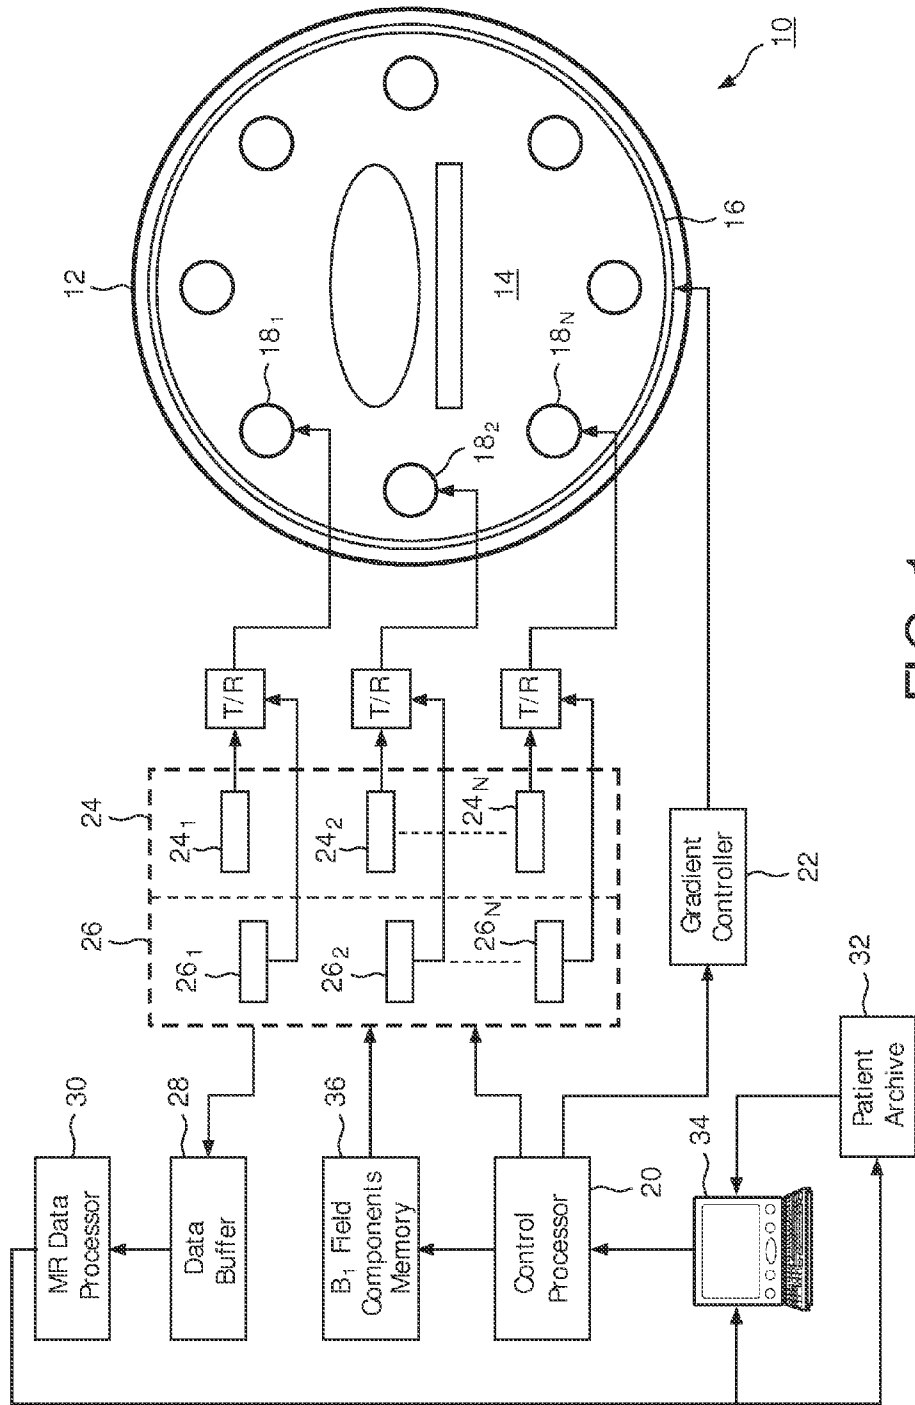 MR Data
Processor
30
Data
Buffer
28
B₁ Field
Components
Memory
36
Control
Processor
20
34
Patient
Archive
32
26
26₁
26₂
26N
24
24₁
24₂
24N
Gradient
Controller
22
T/R
T/R
T/R
12
18₁
18₂
18N
14
16
10